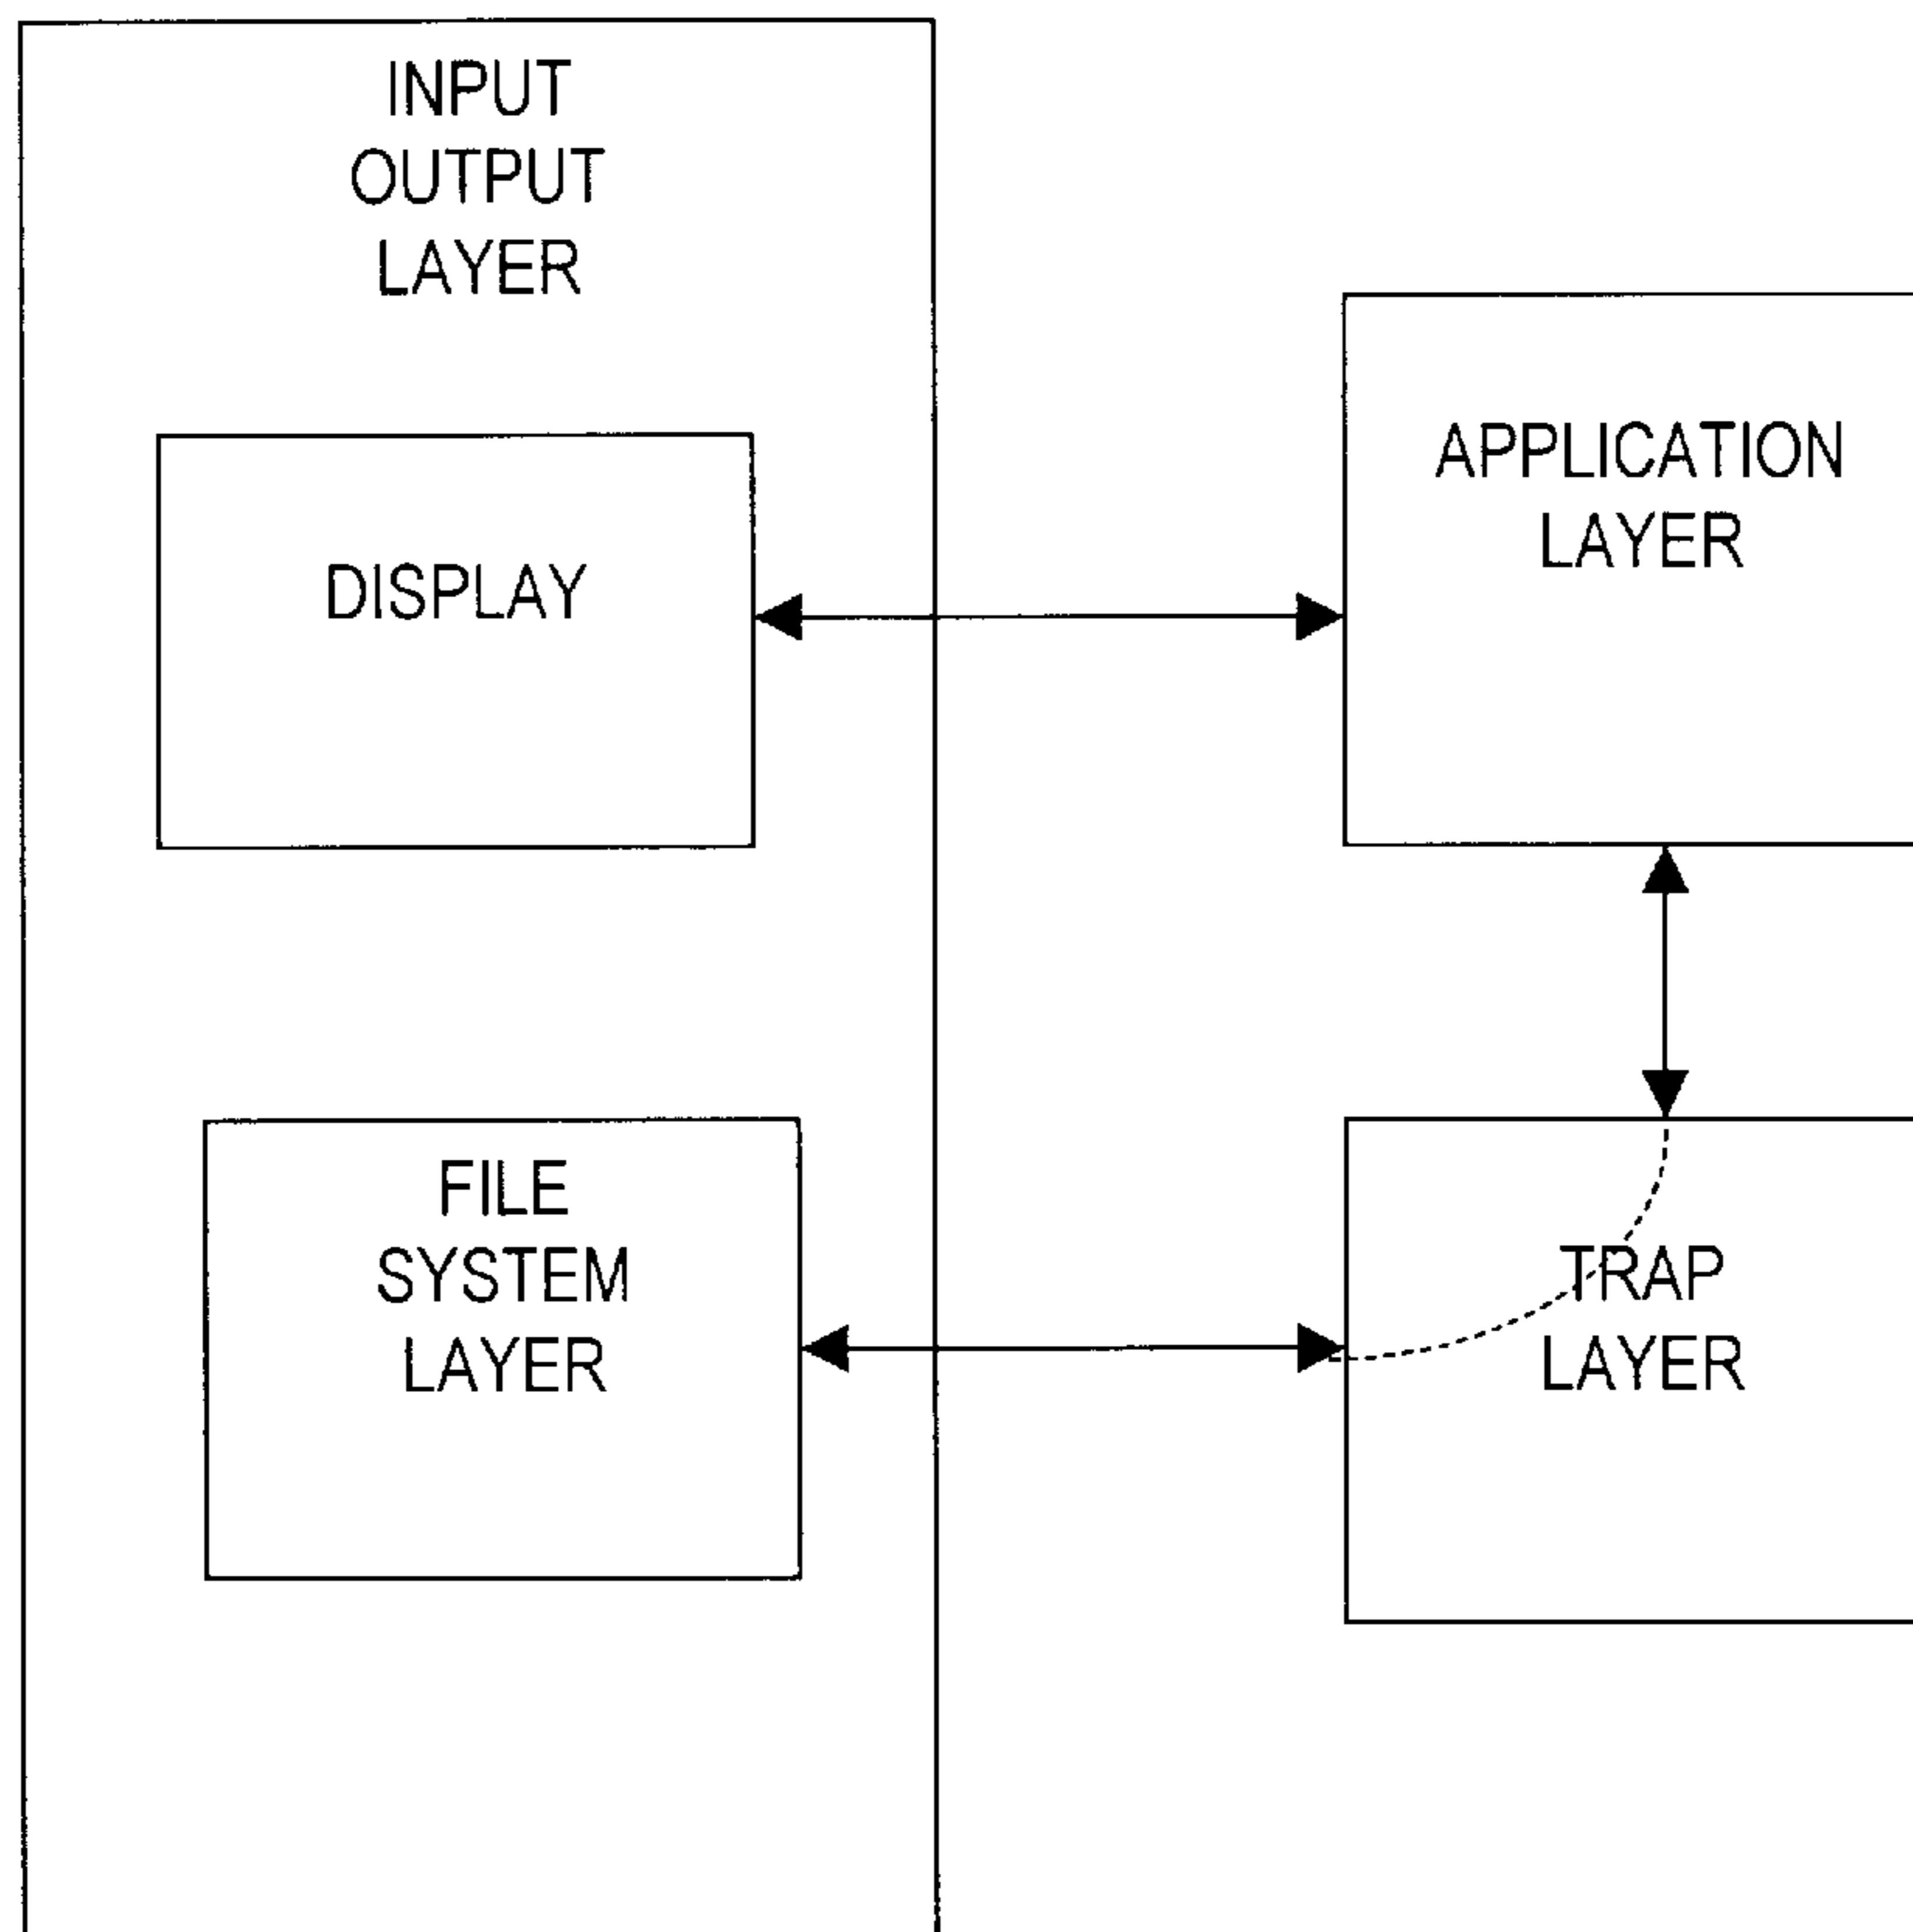 INPUT
OUTPUT
LAYER
DISPLAY
APPLICATION
LAYER
FILE
SYSTEM
LAYER
TRAP
LAYER